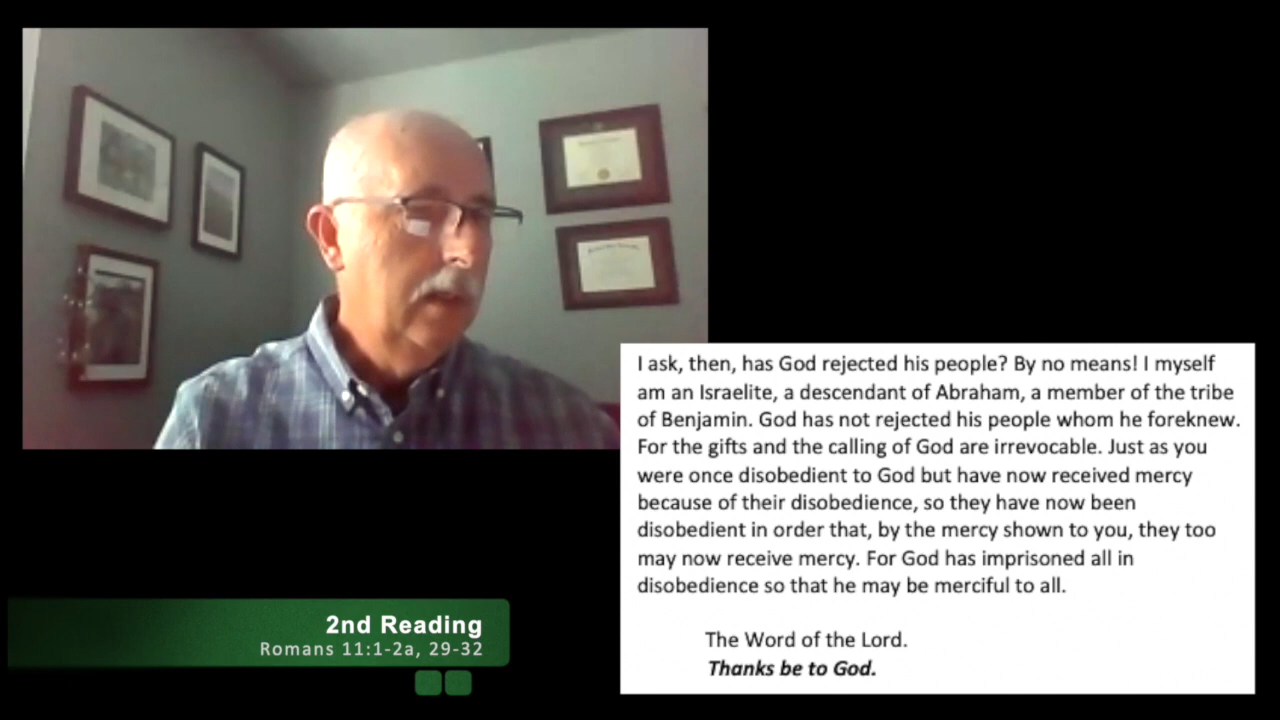 I ask, then, has God rejected his people? By no means! I myself
am an Israelite, a descendant of Abraham, a member of the tribe
of Benjamin. God has not rejected his people whom he foreknew.
For the gifts and the calling of God are irrevocable. Just as you
were once disobedient to God but have now received mercy
because of their disobedience, so they have now been
disobedient in order that, by the mercy shown to you, they too
may now receive mercy. For God has imprisoned all in
disobedience so that he may be merciful to all.
The Word of the Lord.
Thanks be to God.
2nd Reading
Romans 11:1-2a, 29-32